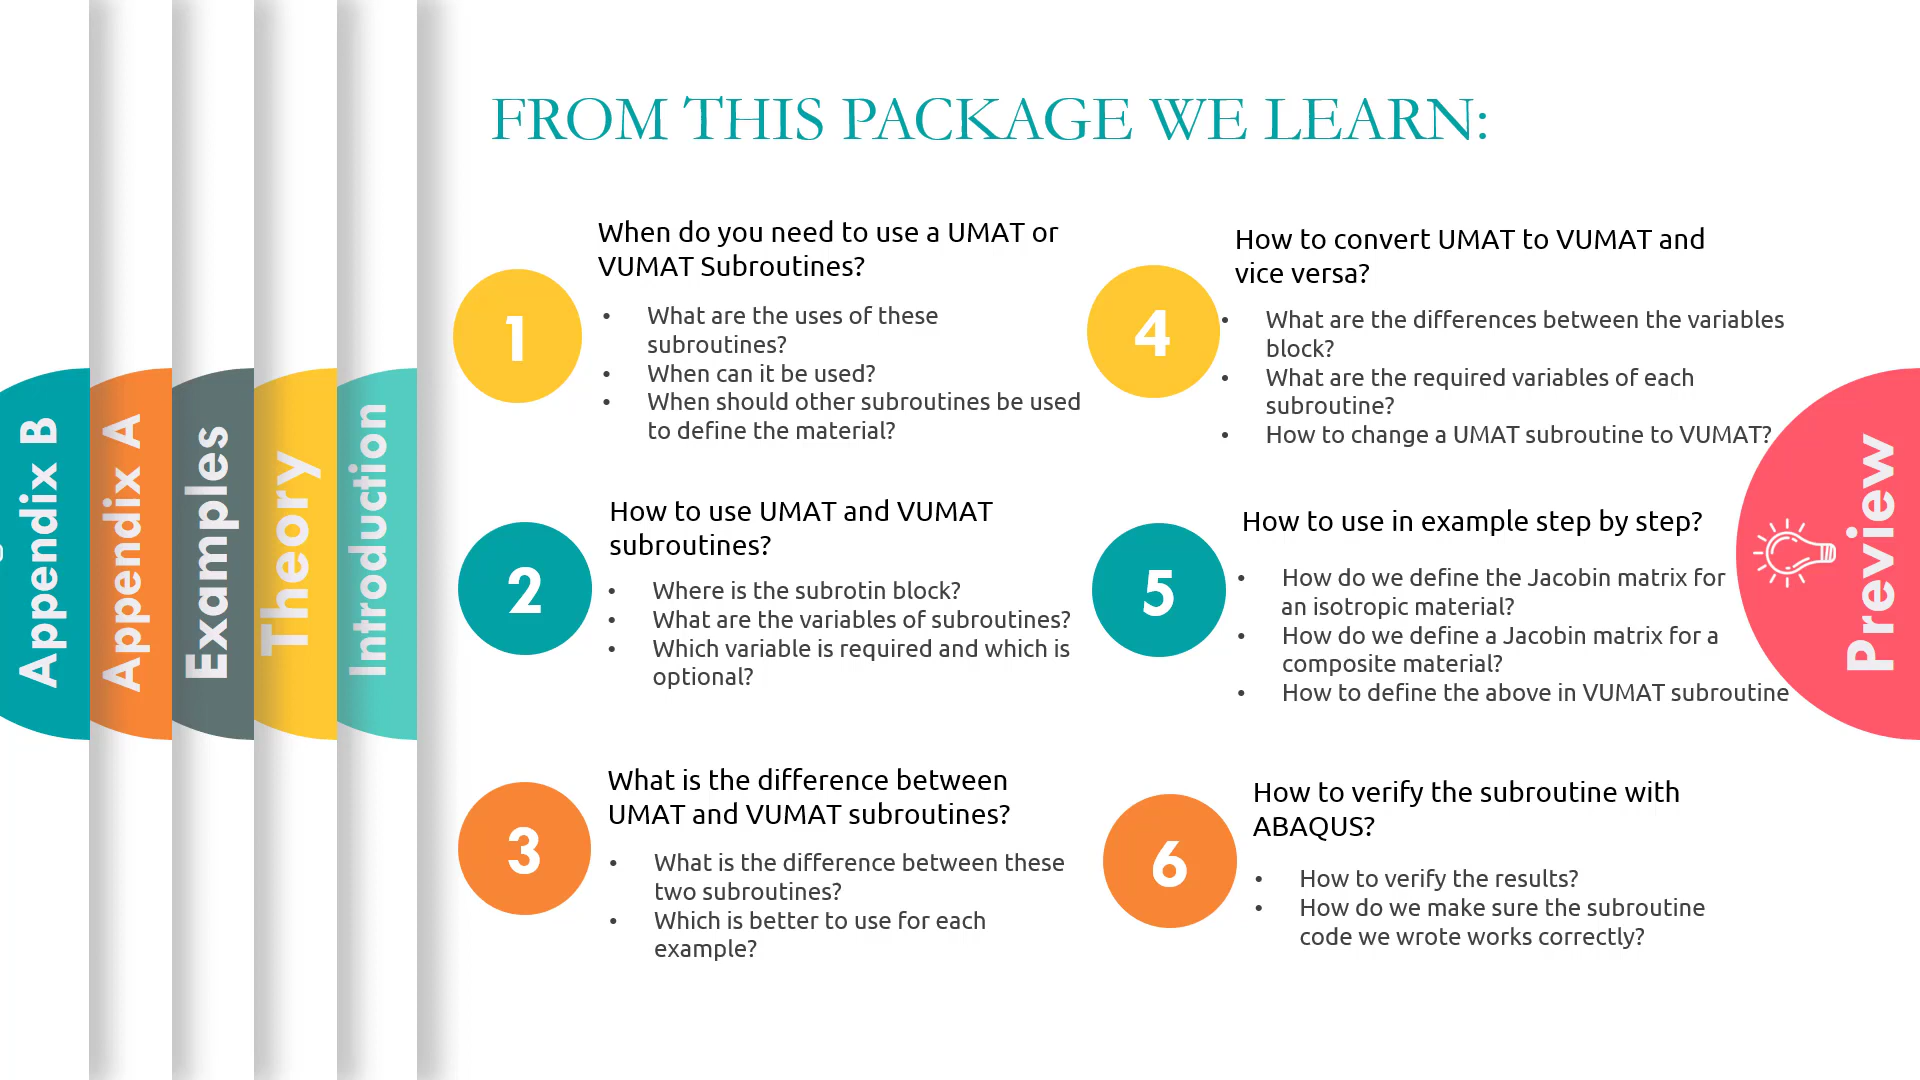 FROM THIS PACKAGE WE LEARN:
1
When do you need to use a UMAT or
VUMAT Subroutines?
• What are the uses of these
subroutines?
• When can it be used?
• When should other subroutines be used
to define the material?
2
How to use UMAT and VUMAT
subroutines?
• Where is the subrotin block?
• What are the variables of subroutines?
• Which variable is required and which is
optional?
3
What is the difference between
UMAT and VUMAT subroutines?
• What is the difference between these
two subroutines?
• Which is better to use for each
example?
4
How to convert UMAT to VUMAT and
vice versa?
• What are the differences between the variables
block?
• What are the required variables of each
subroutine?
• How to change a UMAT subroutine to VUMAT?
5
How to use in example step by step?
• How do we define the Jacobin matrix for
an isotropic material?
• How do we define a Jacobin matrix for a
composite material?
• How to define the above in VUMAT subroutine
6
How to verify the subroutine with
ABAQUS?
• How to verify the results?
• How do we make sure the subroutine
code we wrote works correctly?
Appendix B
Appendix A
Examples
Theory
Introduction
Preview